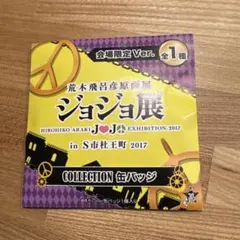 会場限定Ver.
全1種
荒木飛呂彦原画展
ジョジョ展
HIROHIKO ARAKI JOJO EXHIBITION 2017
in S市杜王町 2017
COLLECTION 缶バッジ